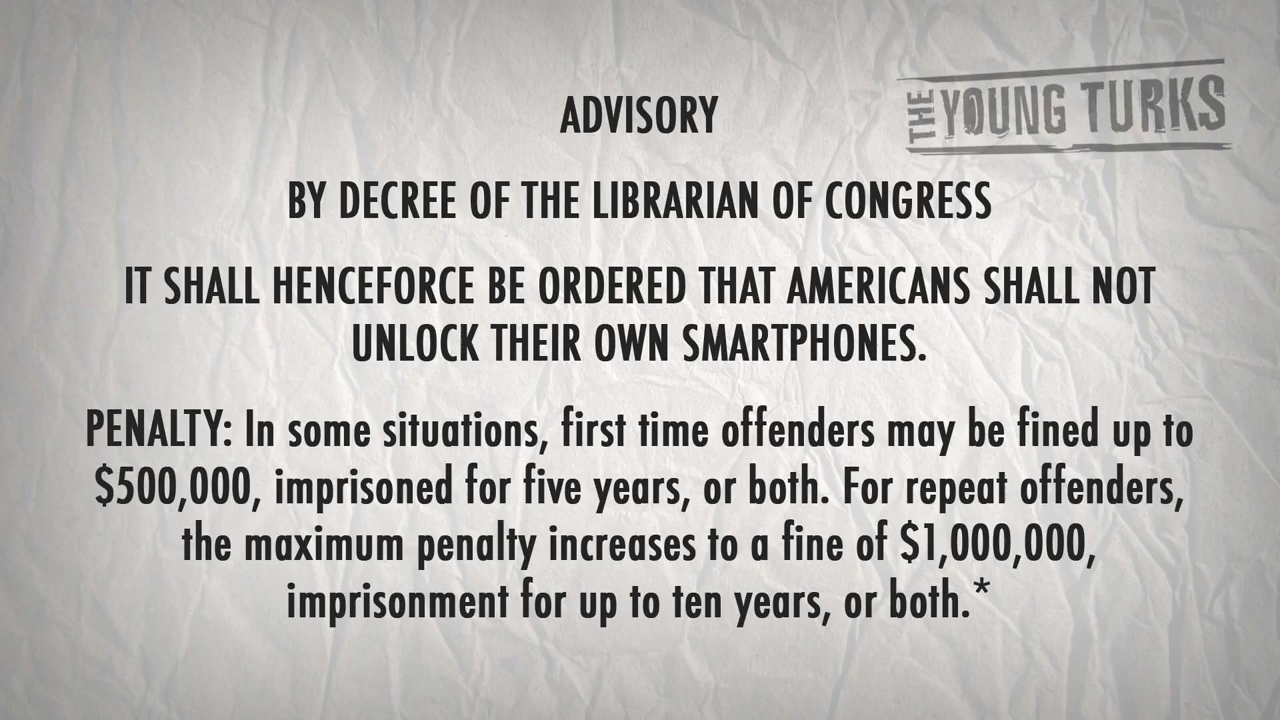 THE YOUNG TURKS
ADVISORY
BY DECREE OF THE LIBRARIAN OF CONGRESS
IT SHALL HENCEFORCE BE ORDERED THAT AMERICANS SHALL NOT
UNLOCK THEIR OWN SMARTPHONES.
PENALTY: In some situations, first time offenders may be fined up to
$500,000, imprisoned for five years, or both. For repeat offenders,
the maximum penalty increases to a fine of $1,000,000,
imprisonment for up to ten years, or both.*